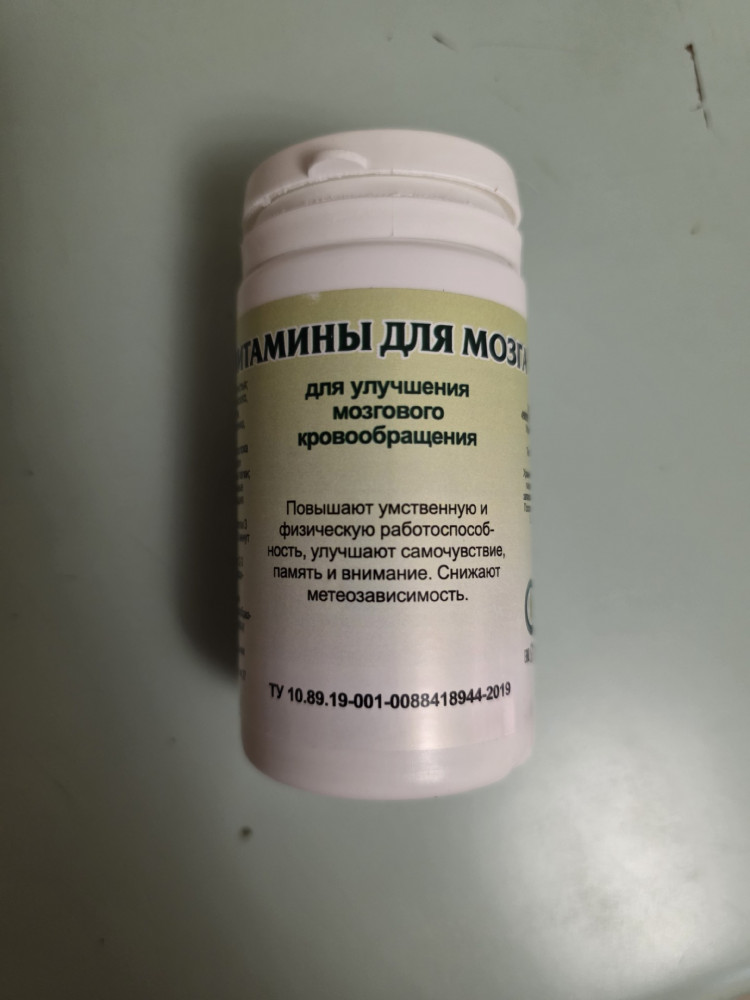 ВИТАМИНЫ ДЛЯ МОЗГА
для улучшения
мозгового
кровообращения
Повышают умственную и
физическую работоспособ-
ность, улучшают самочувствие,
память и внимание. Снижают
метеозависимость.
ТУ 10.89.19-001-0088418944-2019